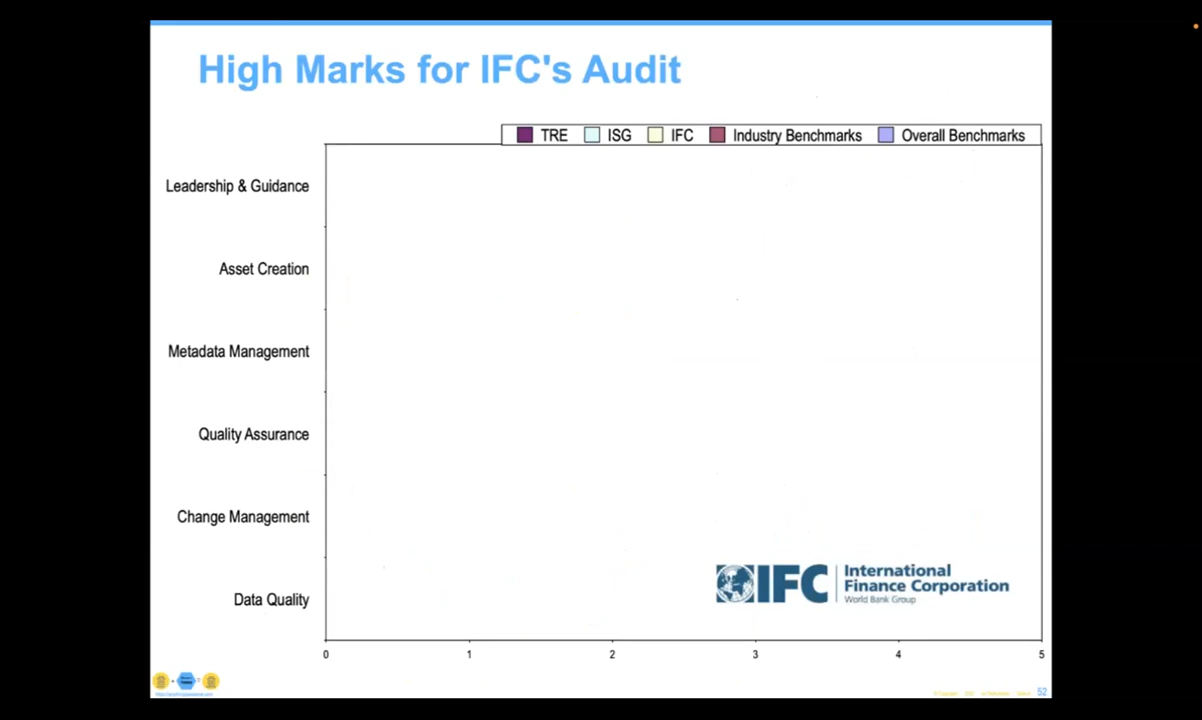 High Marks for IFC's Audit
TRE ISG IFC Industry Benchmarks Overall Benchmarks
Leadership & Guidance
Asset Creation
Metadata Management
Quality Assurance
Change Management
Data Quality
IFC International
Finance Corporation
World Bank Group
0 1 2 3 4 5
52